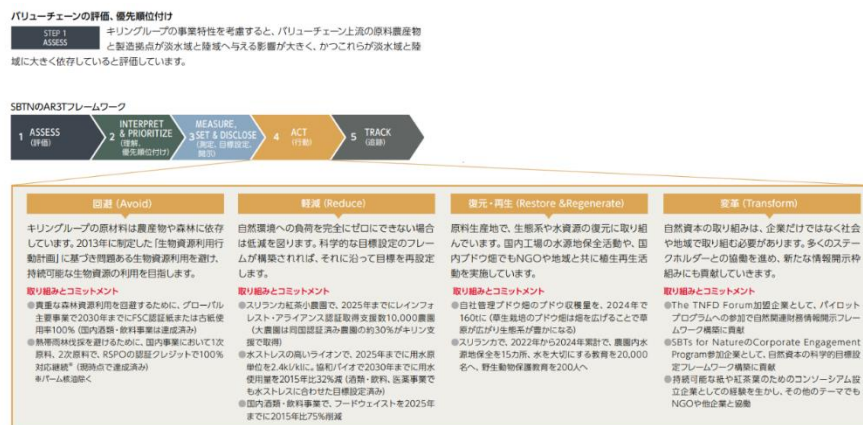 バリューチェーンの評価、優先順位付け
STEP 1
ASSESS
キリングループの事業特性を考慮すると、バリューチェーン上流の原料農産物
と製造拠点が淡水域と陸域へ与える影響が大きく、かつこれらが淡水域と陸
域に大きく依存していると評価しています。
SBTNのAR3Tフレームワーク
1 ASSESS
(評価)
2 INTERPRET
& PRIORITIZE
(理解、
優先順位付け)
3 MEASURE,
SET & DISCLOSE
(測定、目標設定、
開示)
4 ACT
(行動)
5 TRACK
(追跡)
回避 (Avoid)
キリングループの原材料は農産物や森林に依存
しています。2013年に制定した「生物資源利用行
動計画」に基づき問題ある生物資源利用を避け、
持続可能な生物資源の利用を目指します。
取り組みとコミットメント
●貴重な森林資源利用を回避するために、グローバル
主要事業で2030年までにFSC認証紙または古紙使
用率100% (国内酒類・飲料事業は達成済み)
●熱帯雨林伐採を避けるために、国内事業において1次
原料、2次原料で、RSPOの認証クレジットで100%
対応継続※ (現時点で達成済み)
※パーム核油除く
軽減 (Reduce)
自然環境への負荷を完全にゼロにできない場合
は低減を図ります。科学的な目標設定のフレー
ムが構築されれば、それに沿って目標を再設定
します。
取り組みとコミットメント
●スリランカ紅茶小農園で、2025年までにレインフォ
レスト・アライアンス認証取得支援数10,000農園
(大農園は同国認証済み農園の約30%がキリン支
援で取得)
●水ストレスの高いライオンで、2025年までに用水原
単位を2.4kl/klに。協和バイオで2030年までに用水
使用量を2015年比32%減 (酒類・飲料、医薬事業で
も水ストレスに合わせた目標設定済み)
●国内酒類・飲料事業で、フードウェイストを2025年
までに2015年比75%削減
復元・再生 (Restore &Regenerate)
原料生産地で、生態系や水資源の復元に取り組
んでいます。国内工場の水源地保全活動や、国
内ブドウ畑でもNGOや地域と共に植生再生活
動を実施しています。
取り組みとコミットメント
●自社管理ブドウ畑のブドウ収穫量を、2024年で
160tに (草生栽培のブドウ畑は畑を広げることで草
原が広がり生態系が豊かになる)
●スリランカで、2022年から2024年累計で、農園内水
源地保全を15カ所、水を大切にする教育を20,000
名へ、野生動物保護教育を200人へ
変革 (Transform)
自然資本の取り組みは、企業だけではなく社会
や地域で取り組む必要があります。多くのステー
クホルダーとの協働を進め、新たな情報開示枠
組みにも貢献していきます。
取り組みとコミットメント
●The TNFD Forum加盟企業として、パイロット
プログラムへの参加で自然関連財務情報開示フレー
ムワーク構築に貢献
●SBTs for NatureのCorporate Engagement
Program参加企業として、自然資本の科学的目標設
定フレームワーク構築に貢献
●持続可能な紙や紅茶葉のためのコンソーシアム設
立企業としての経験を生かし、その他のテーマでも
NGOや他企業と協働